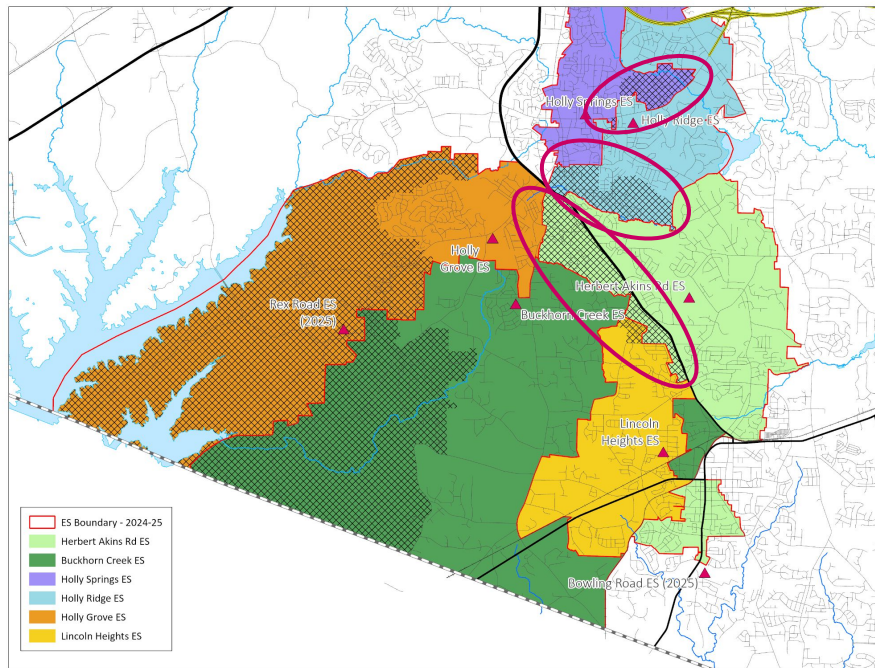 Holly Springs ES
Holly Ridge ES
Holly
Grove ES
Herbert Akins Rd ES
Rex Road ES
(2025)
Buckhorn Creek ES
Lincoln
Heights ES
Bowling Road ES (2025)
ES Boundary - 2024-25
Herbert Akins Rd ES
Buckhorn Creek ES
Holly Springs ES
Holly Ridge ES
Holly Grove ES
Lincoln Heights ES